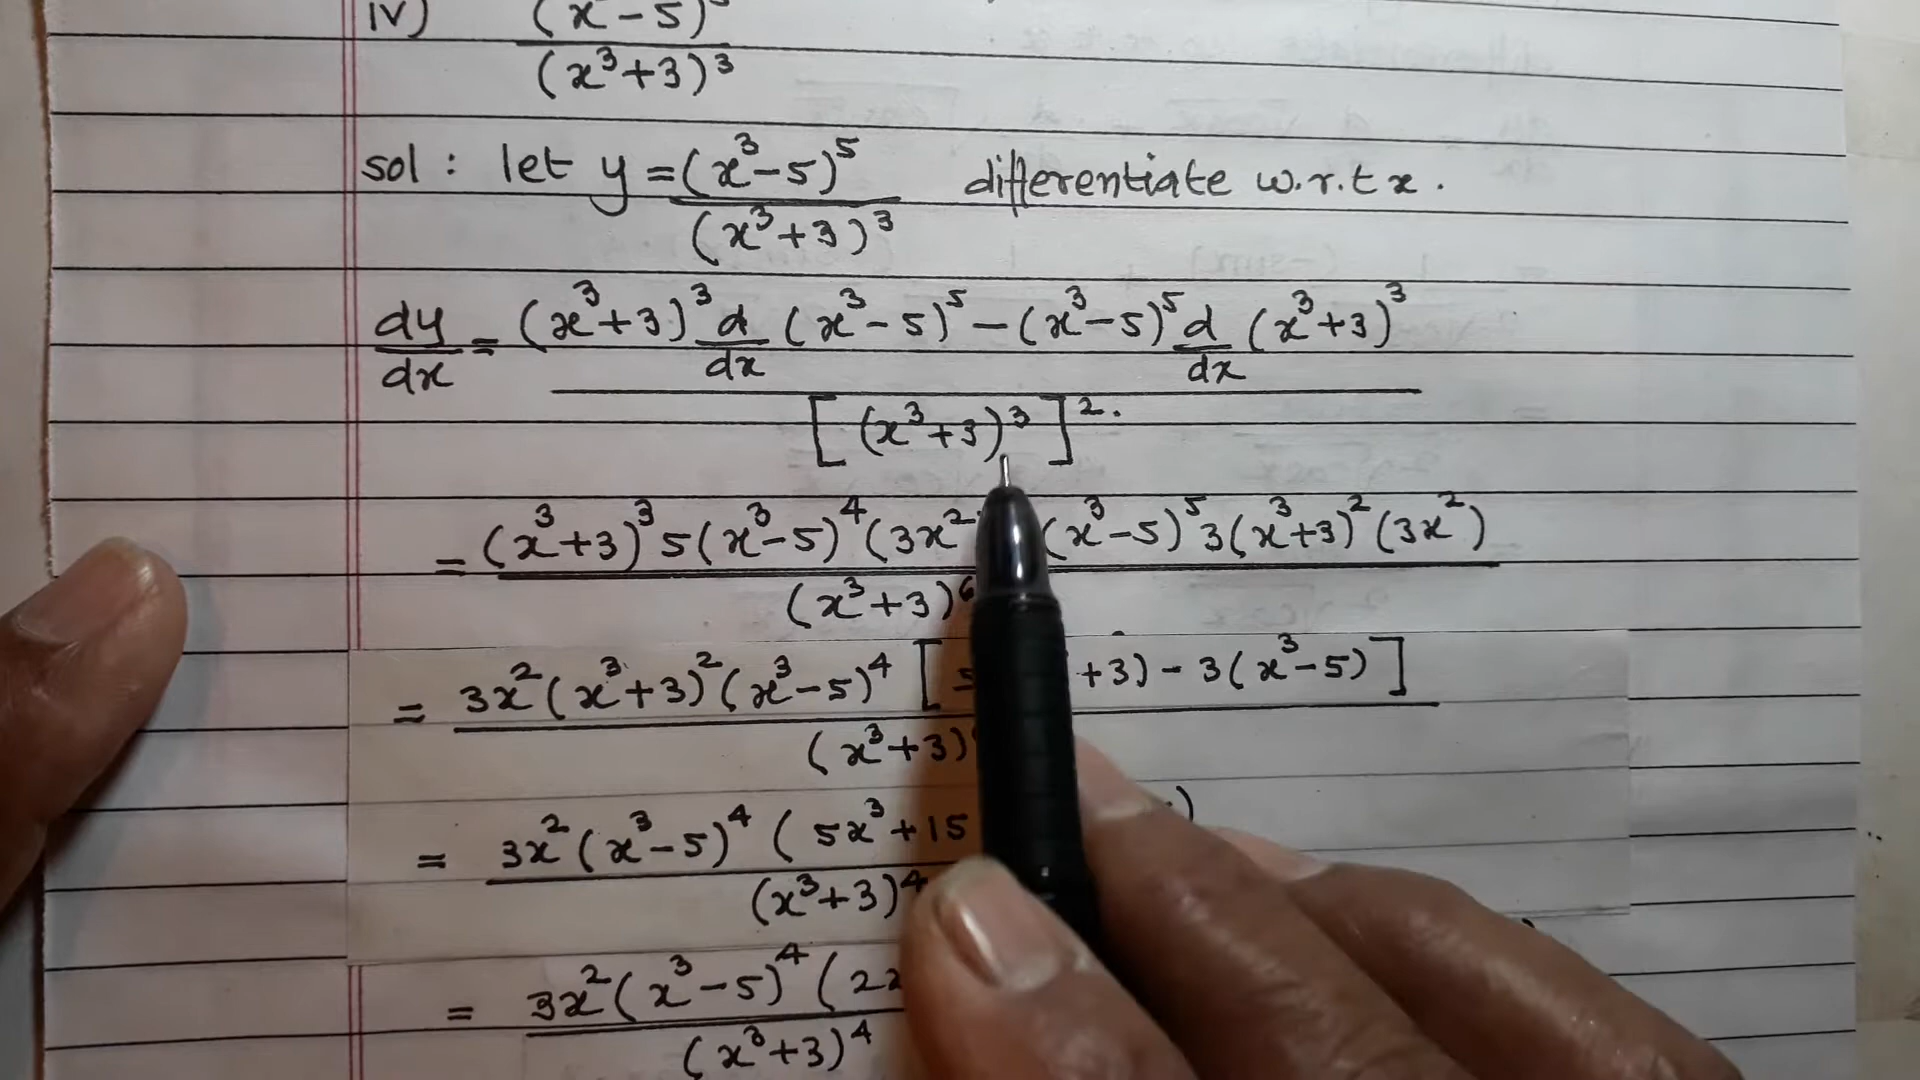 iv) (x³-5)
(x³+3)³
sol : let y = (x³-5)⁵ differentiate w.r.t x .
(x³+3)³
dy/dx = (x³+3)³ d/dx (x³-5)⁵ - (x³-5)⁵ d/dx (x³+3)³
[ (x³+3)³ ]² .
= (x³+3)³ 5(x³-5)⁴ (3x² (x³-5)⁵ 3(x³+3)² (3x²)
(x³+3)⁶
= 3x² (x³+3)² (x³-5)⁴ [ 5 +3) - 3(x³-5) ]
(x³+3)
= 3x² (x³-5)⁴ ( 5x³+15 )
(x³+3)⁴
= 3x² (x³-5)⁴ (2x
(x³+3)⁴